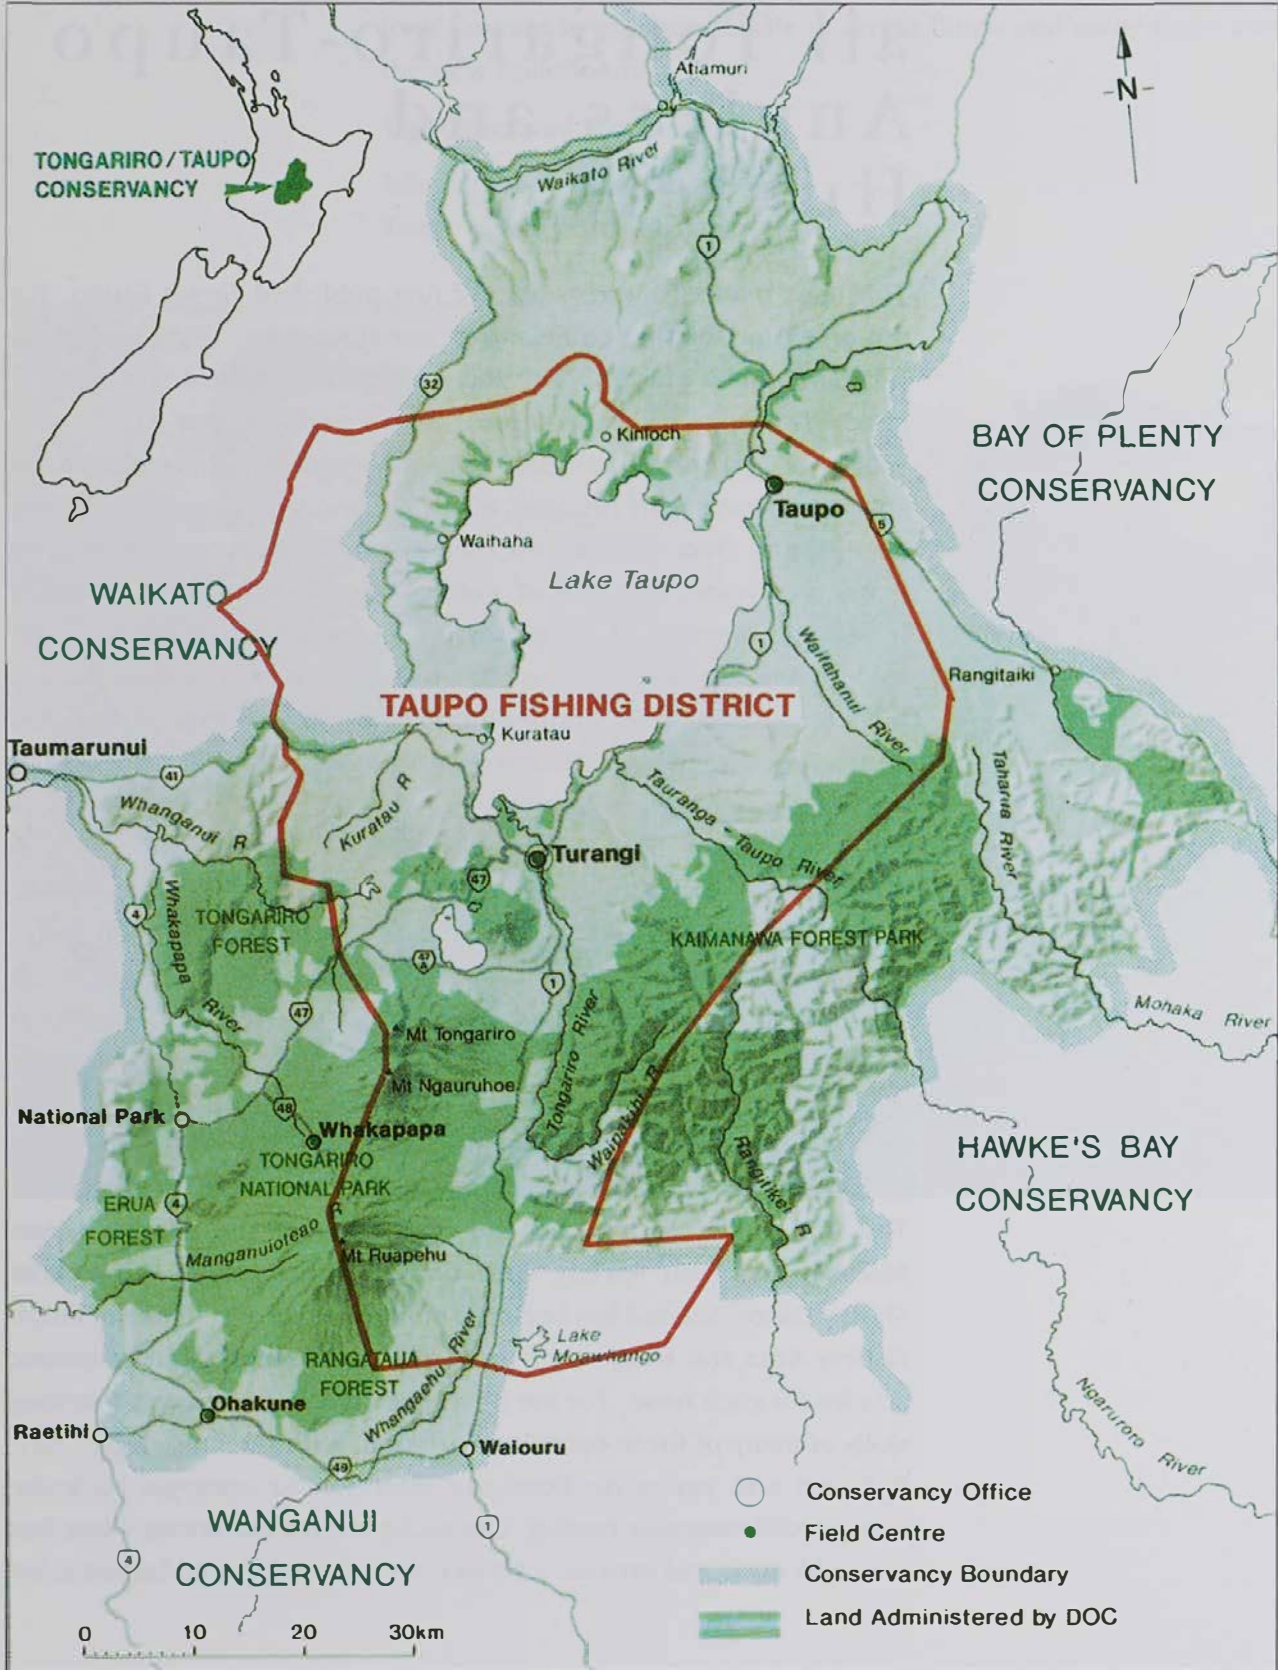 Atiamuri
-N-
TONGARIRO/TAUPO
CONSERVANCY
Waikato River
1
32
Kinloch
BAY OF PLENTY
CONSERVANCY
Taupo
5
Waihaha
Lake Taupo
WAIKATO
CONSERVANCY
1
Waitahanui River
Rangitaiki
TAUPO FISHING DISTRICT
Kuratau
Taumarunui
41
Whanganui R
Kuratau R
Tauranga - Taupo River
Taharua River
Turangi
47
Whakapapa River
4
TONGARIRO
FOREST
KAIMANAWA FOREST PARK
47A
1
47
Mt Tongariro
Tongariro River
Mohaka River
Mt Ngauruhoe
Waipakihi R
National Park
48
Whakapapa
TONGARIRO
NATIONAL PARK
Rangitikei R
HAWKE'S BAY
CONSERVANCY
ERUA
FOREST
4
Manganuioteao R
Mt Ruapehu
Lake
Moawhango
RANGATAUA
FOREST
Whangaehu River
Ngaruroro River
Ohakune
Raetihi
Waiouru
49
WANGANUI
CONSERVANCY
1
4
Conservancy Office
Field Centre
Conservancy Boundary
Land Administered by DOC
0 10 20 30km